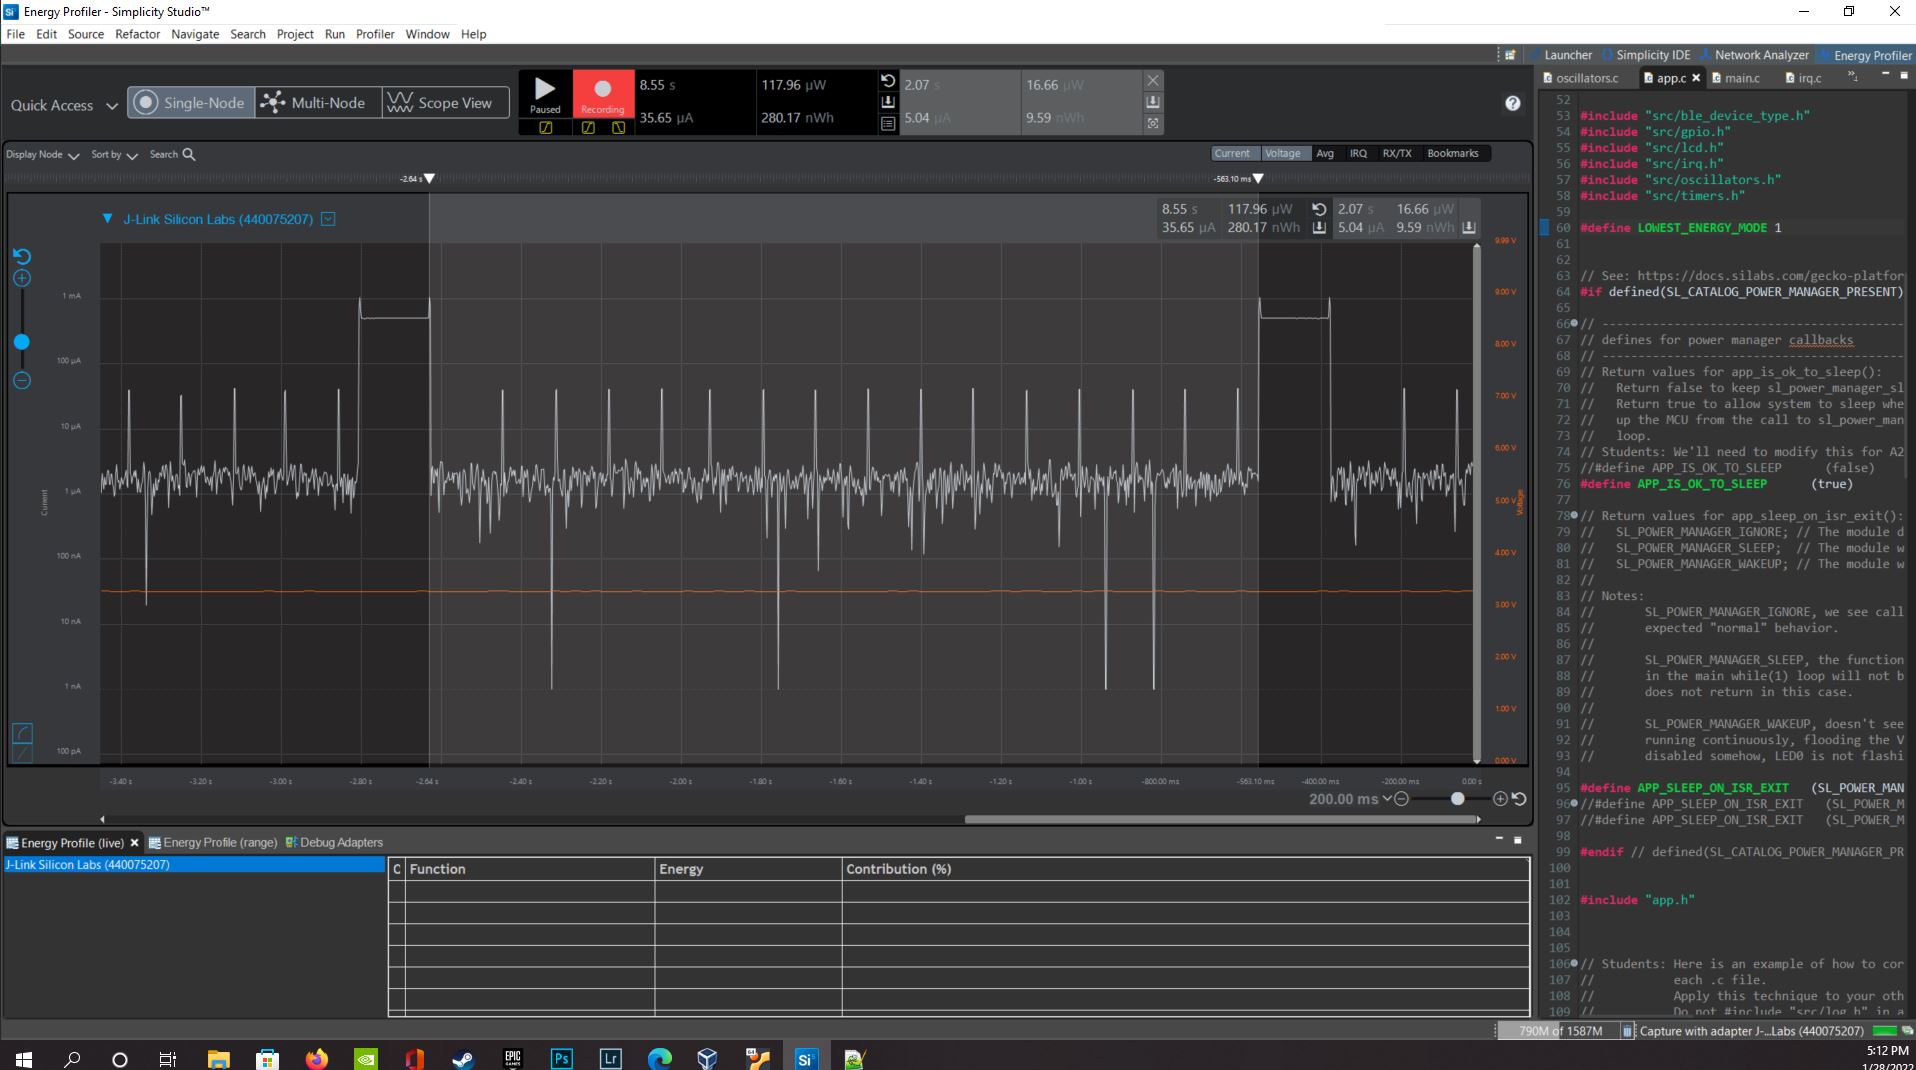 Energy Profiler - Simplicity Studio™
File Edit Source Refactor Navigate Search Project Run Profiler Window Help
Launcher Simplicity IDE Network Analyzer Energy Profiler
Quick Access Single-Node Multi-Node Scope View
Paused Recording
8.55 s 117.96 µW 2.07 s 16.66 µW
35.65 µA 280.17 nWh 5.04 µA 9.59 nWh
Display Node Sort by Search
Current Voltage Avg IRQ RX/TX Bookmarks
-2.64 s -563.10 ms
J-Link Silicon Labs (440075207)
8.55 s 117.96 µW 2.07 s 16.66 µW
35.65 µA 280.17 nWh 5.04 µA 9.59 nWh
1 mA
100 µA
10 µA
1 µA
100 nA
10 nA
1 nA
100 pA
Current
9.99 V
9.00 V
8.00 V
7.00 V
6.00 V
5.00 V
4.00 V
3.00 V
2.00 V
1.00 V
0.00 V
Voltage
-3.40 s -3.20 s -3.00 s -2.80 s -2.64 s -2.40 s -2.20 s -2.00 s -1.80 s -1.60 s -1.40 s -1.20 s -1.00 s -800.00 ms -563.10 ms -400.00 ms -200.00 ms 0.00 s
200.00 ms
Energy Profile (live) Energy Profile (range) Debug Adapters
J-Link Silicon Labs (440075207)
C Function Energy Contribution (%)
oscillators.c app.c main.c irq.c
52
53 #include "src/ble_device_type.h"
54 #include "src/gpio.h"
55 #include "src/lcd.h"
56 #include "src/irq.h"
57 #include "src/oscillators.h"
58 #include "src/timers.h"
59
60 #define LOWEST_ENERGY_MODE 1
61
62
63 // See: https://docs.silabs.com/gecko-platfor
64 #if defined(SL_CATALOG_POWER_MANAGER_PRESENT)
65
66 // ------------------------------------------
67 // defines for power manager callbacks
68 // ------------------------------------------
69 // Return values for app_is_ok_to_sleep():
70 // Return false to keep sl_power_manager_sl
71 // Return true to allow system to sleep whe
72 // up the MCU from the call to sl_power_man
73 // loop.
74 // Students: We'll need to modify this for A2
75 //#define APP_IS_OK_TO_SLEEP (false)
76 #define APP_IS_OK_TO_SLEEP (true)
77
78 // Return values for app_sleep_on_isr_exit():
79 // SL_POWER_MANAGER_IGNORE; // The module d
80 // SL_POWER_MANAGER_SLEEP; // The module w
81 // SL_POWER_MANAGER_WAKEUP; // The module w
82 //
83 // Notes:
84 // SL_POWER_MANAGER_IGNORE, we see call
85 // expected "normal" behavior.
86 //
87 // SL_POWER_MANAGER_SLEEP, the function
88 // in the main while(1) loop will not b
89 // does not return in this case.
90 //
91 // SL_POWER_MANAGER_WAKEUP, doesn't see
92 // running continuously, flooding the V
93 // disabled somehow, LED0 is not flashi
94
95 #define APP_SLEEP_ON_ISR_EXIT (SL_POWER_MAN
96 //#define APP_SLEEP_ON_ISR_EXIT (SL_POWER_M
97 //#define APP_SLEEP_ON_ISR_EXIT (SL_POWER_M
98
99 #endif // defined(SL_CATALOG_POWER_MANAGER_PR
100
101
102 #include "app.h"
103
104
105
106 // Students: Here is an example of how to cor
107 // each .c file.
108 // Apply this technique to your oth
109 // Do not #include "src/log.h" in a
790M of 1587M Capture with adapter J-...Labs (440075207)
EPIC GAMES Ps Lr Si
5:12 PM
1/28/2022